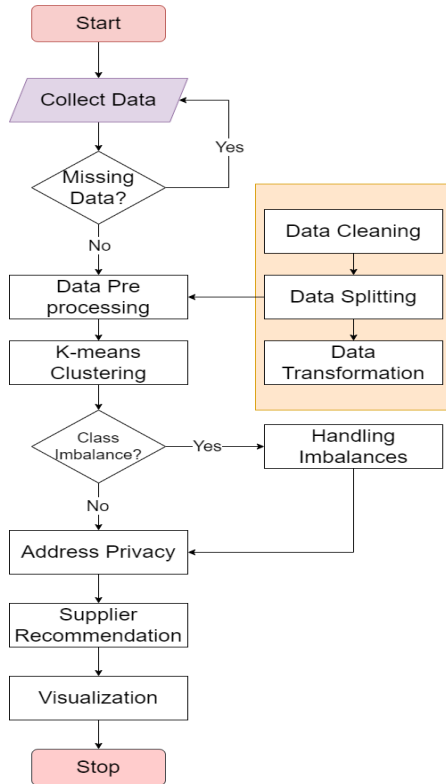 Start
Collect Data
Yes
Missing
Data?
No
Data Cleaning
Data Pre
processing
Data Splitting
K-means
Clustering
Data
Transformation
Class
Imbalance?
Yes
Handling
Imbalances
No
Address Privacy
Supplier
Recommendation
Visualization
Stop